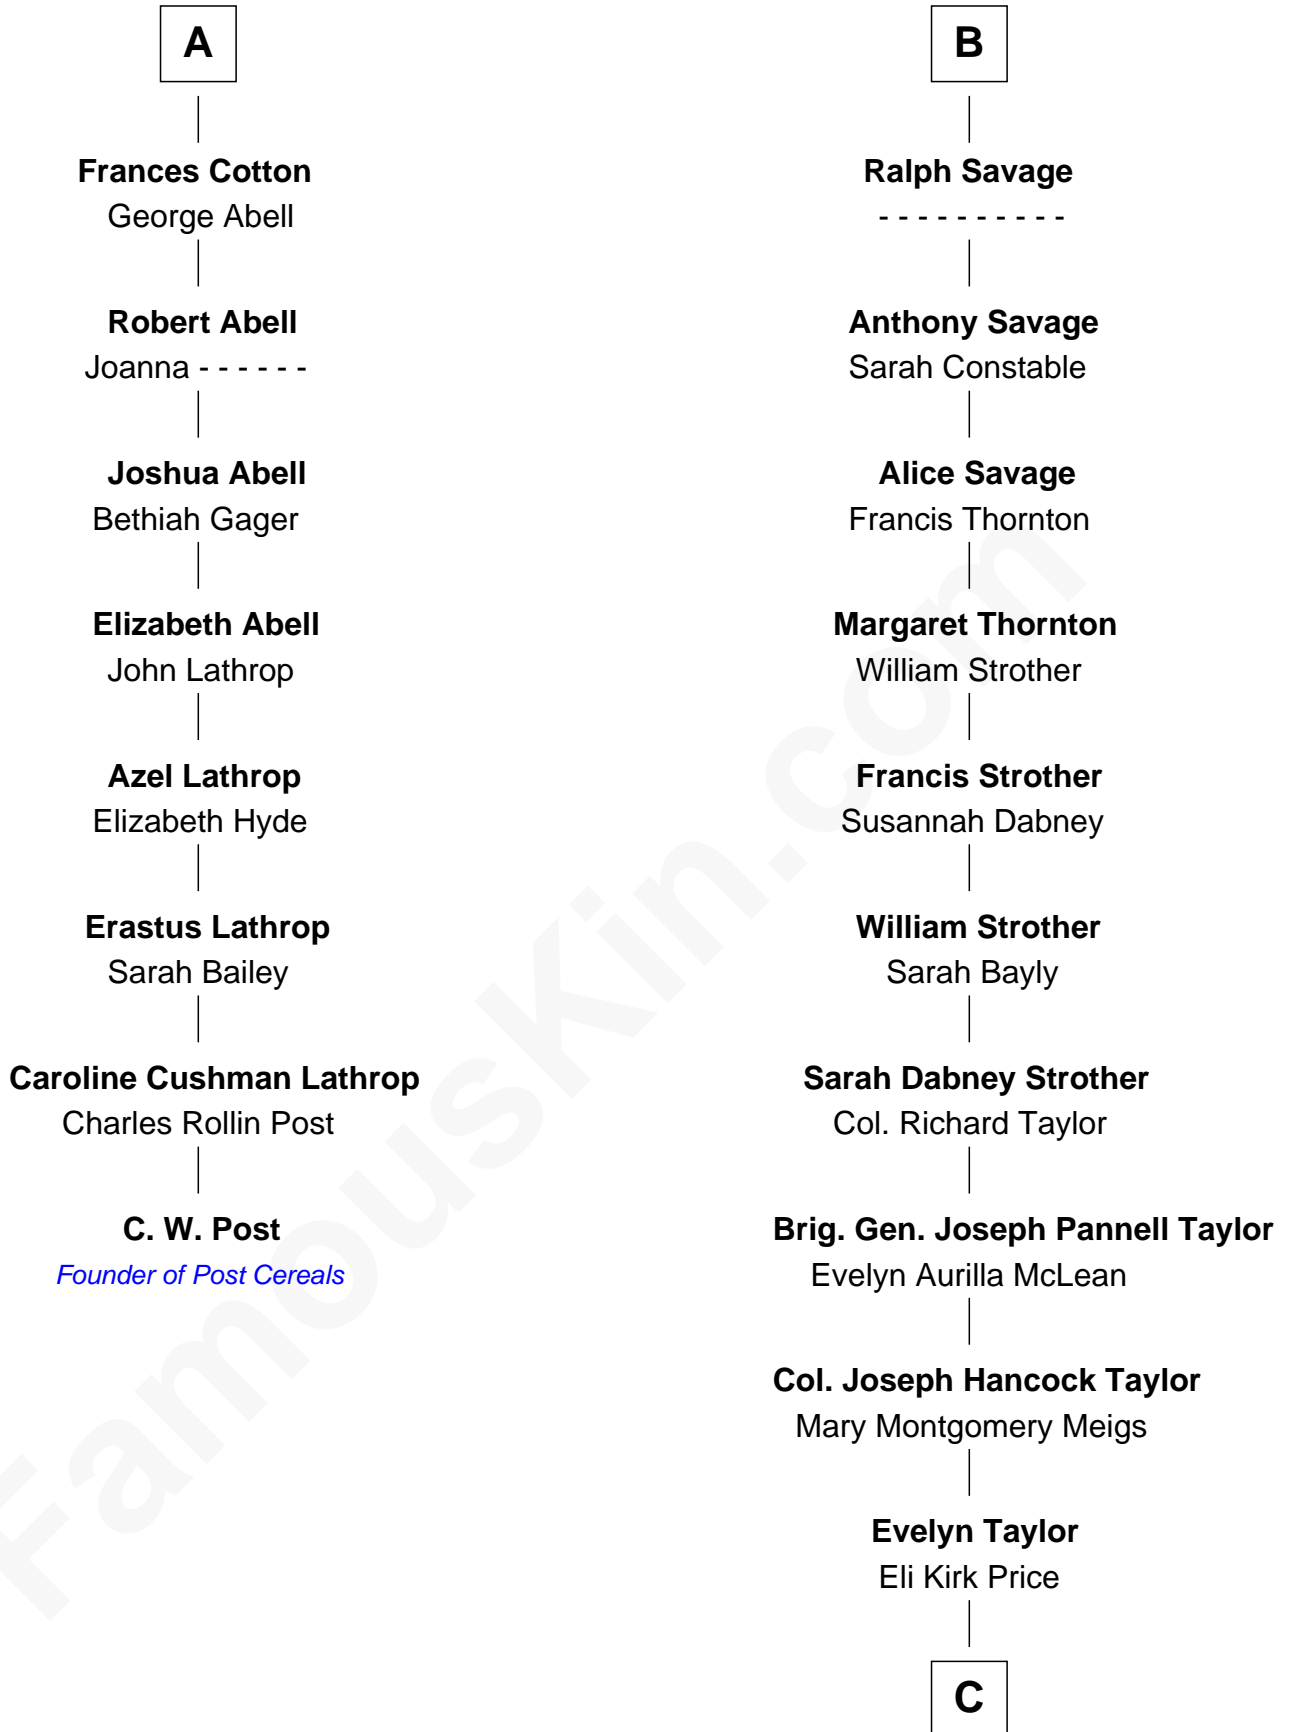 A
Frances Cotton
George Abell
Robert Abell
Joanna - - - - - -
Joshua Abell
Bethiah Gager
Elizabeth Abell
John Lathrop
Azel Lathrop
Elizabeth Hyde
Erastus Lathrop
Sarah Bailey
Caroline Cushman Lathrop
Charles Rollin Post
C. W. Post
Founder of Post Cereals
B
Ralph Savage
- - - - - - - - - -
Anthony Savage
Sarah Constable
Alice Savage
Francis Thornton
Margaret Thornton
William Strother
Francis Strother
Susannah Dabney
William Strother
Sarah Bayly
Sarah Dabney Strother
Col. Richard Taylor
Brig. Gen. Joseph Pannell Taylor
Evelyn Aurilla McLean
Col. Joseph Hancock Taylor
Mary Montgomery Meigs
Evelyn Taylor
Eli Kirk Price
C
FamousKin.com